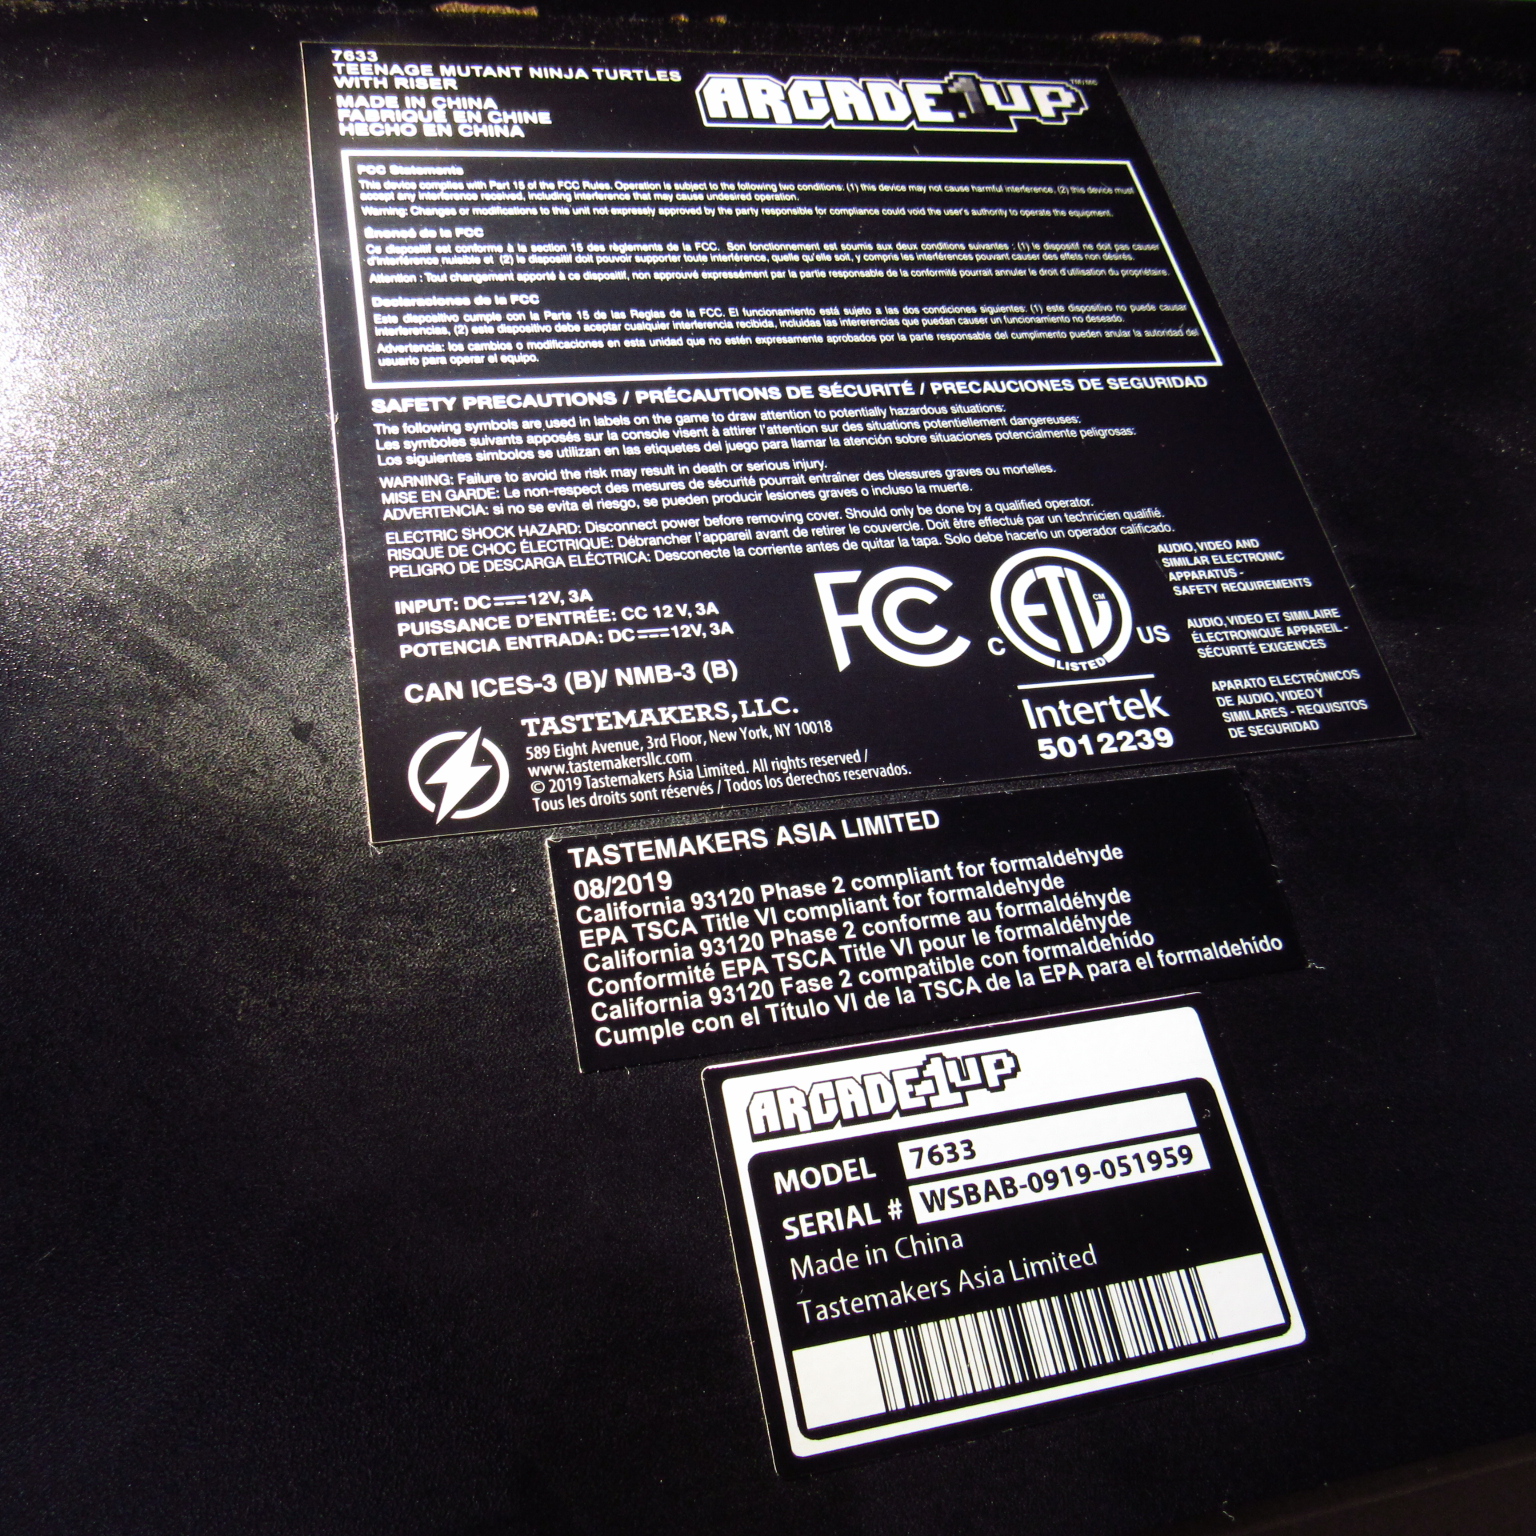 7633
TEENAGE MUTANT NINJA TURTLES
WITH RISER
MADE IN CHINA
FABRIQUÉ EN CHINE
HECHO EN CHINA
ARCADE1UP TM/MC
FCC Statements
This device complies with Part 15 of the FCC Rules. Operation is subject to the following two conditions: (1) this device may not cause harmful interference, (2) this device must
accept any interference received, including interference that may cause undesired operation.
Warning: Changes or modifications to this unit not expressly approved by the party responsible for compliance could void the user's authority to operate the equipment.
Énoncé de la FCC
Ce dispositif est conforme à la section 15 des règlements de la FCC. Son fonctionnement est soumis aux deux conditions suivantes : (1) le dispositif ne doit pas causer
d'interférence nuisible et (2) le dispositif doit pouvoir supporter toute interférence, quelle qu'elle soit, y compris les interférences pouvant causer des effets non désirés.
Attention : Tout changement apporté à ce dispositif, non approuvé expressément par la partie responsable de la conformité pourrait annuler le droit d'utilisation du propriétaire.
Declaraciones de la FCC
Este dispositivo cumple con la Parte 15 de las Reglas de la FCC. El funcionamiento está sujeto a las dos condiciones siguientes: (1) este dispositivo no puede causar
interferencias, (2) este dispositivo debe aceptar cualquier interferencia recibida, incluidas las intererencias que puedan causar un funcionamiento no deseado.
Advertencia: los cambios o modificaciones en esta unidad que no estén expresamente aprobados por la parte responsable del cumplimento pueden anular la autoridad del
usuario para operar el equipo.
SAFETY PRECAUTIONS / PRÉCAUTIONS DE SÉCURITÉ / PRECAUCIONES DE SEGURIDAD
The following symbols are used in labels on the game to draw attention to potentially hazardous situations:
Les symboles suivants apposés sur la console visent à attirer l'attention sur des situations potentiellement dangereuses:
Los siguientes simbolos se utilizan en las etiquetas del juego para llamar la atención sobre situaciones potencialmente peligrosas:
WARNING: Failure to avoid the risk may result in death or serious injury.
MISE EN GARDE: Le non-respect des mesures de sécurité pourrait entraîner des blessures graves ou mortelles.
ADVERTENCIA: si no se evita el riesgo, se pueden producir lesiones graves o incluso la muerte.
ELECTRIC SHOCK HAZARD: Disconnect power before removing cover. Should only be done by a qualified operator.
RISQUE DE CHOC ÉLECTRIQUE: Débrancher l'appareil avant de retirer le couvercle. Doit être effectué par un technicien qualifié.
PELIGRO DE DESCARGA ELÉCTRICA: Desconecte la corriente antes de quitar la tapa. Solo debe hacerlo un operador calificado.
INPUT: DC⎓12V, 3A
PUISSANCE D'ENTRÉE: CC 12 V, 3A
POTENCIA ENTRADA: DC⎓12V, 3A
CAN ICES-3 (B)/ NMB-3 (B)
FCC
C ETL CM LISTED US
Intertek
5012239
AUDIO, VIDEO AND
SIMILAR ELECTRONIC
APPARATUS -
SAFETY REQUIREMENTS
AUDIO, VIDEO ET SIMILAIRE
ÉLECTRONIQUE APPAREIL -
SÉCURITÉ EXIGENCES
APARATO ELECTRÓNICOS
DE AUDIO, VIDEO Y
SIMILARES - REQUISITOS
DE SEGURIDAD
TASTEMAKERS, LLC.
589 Eight Avenue, 3rd Floor, New York, NY 10018
www.tastemakersllc.com
© 2019 Tastemakers Asia Limited. All rights reserved /
Tous les droits sont réservés / Todos los derechos reservados.
TASTEMAKERS ASIA LIMITED
08/2019
California 93120 Phase 2 compliant for formaldehyde
EPA TSCA Title VI compliant for formaldehyde
California 93120 Phase 2 conforme au formaldéhyde
Conformité EPA TSCA Title VI pour le formaldéhyde
California 93120 Fase 2 compatible con formaldehído
Cumple con el Título VI de la TSCA de la EPA para el formaldehído
ARCADE1UP
MODEL 7633
SERIAL # WSBAB-0919-051959
Made in China
Tastemakers Asia Limited